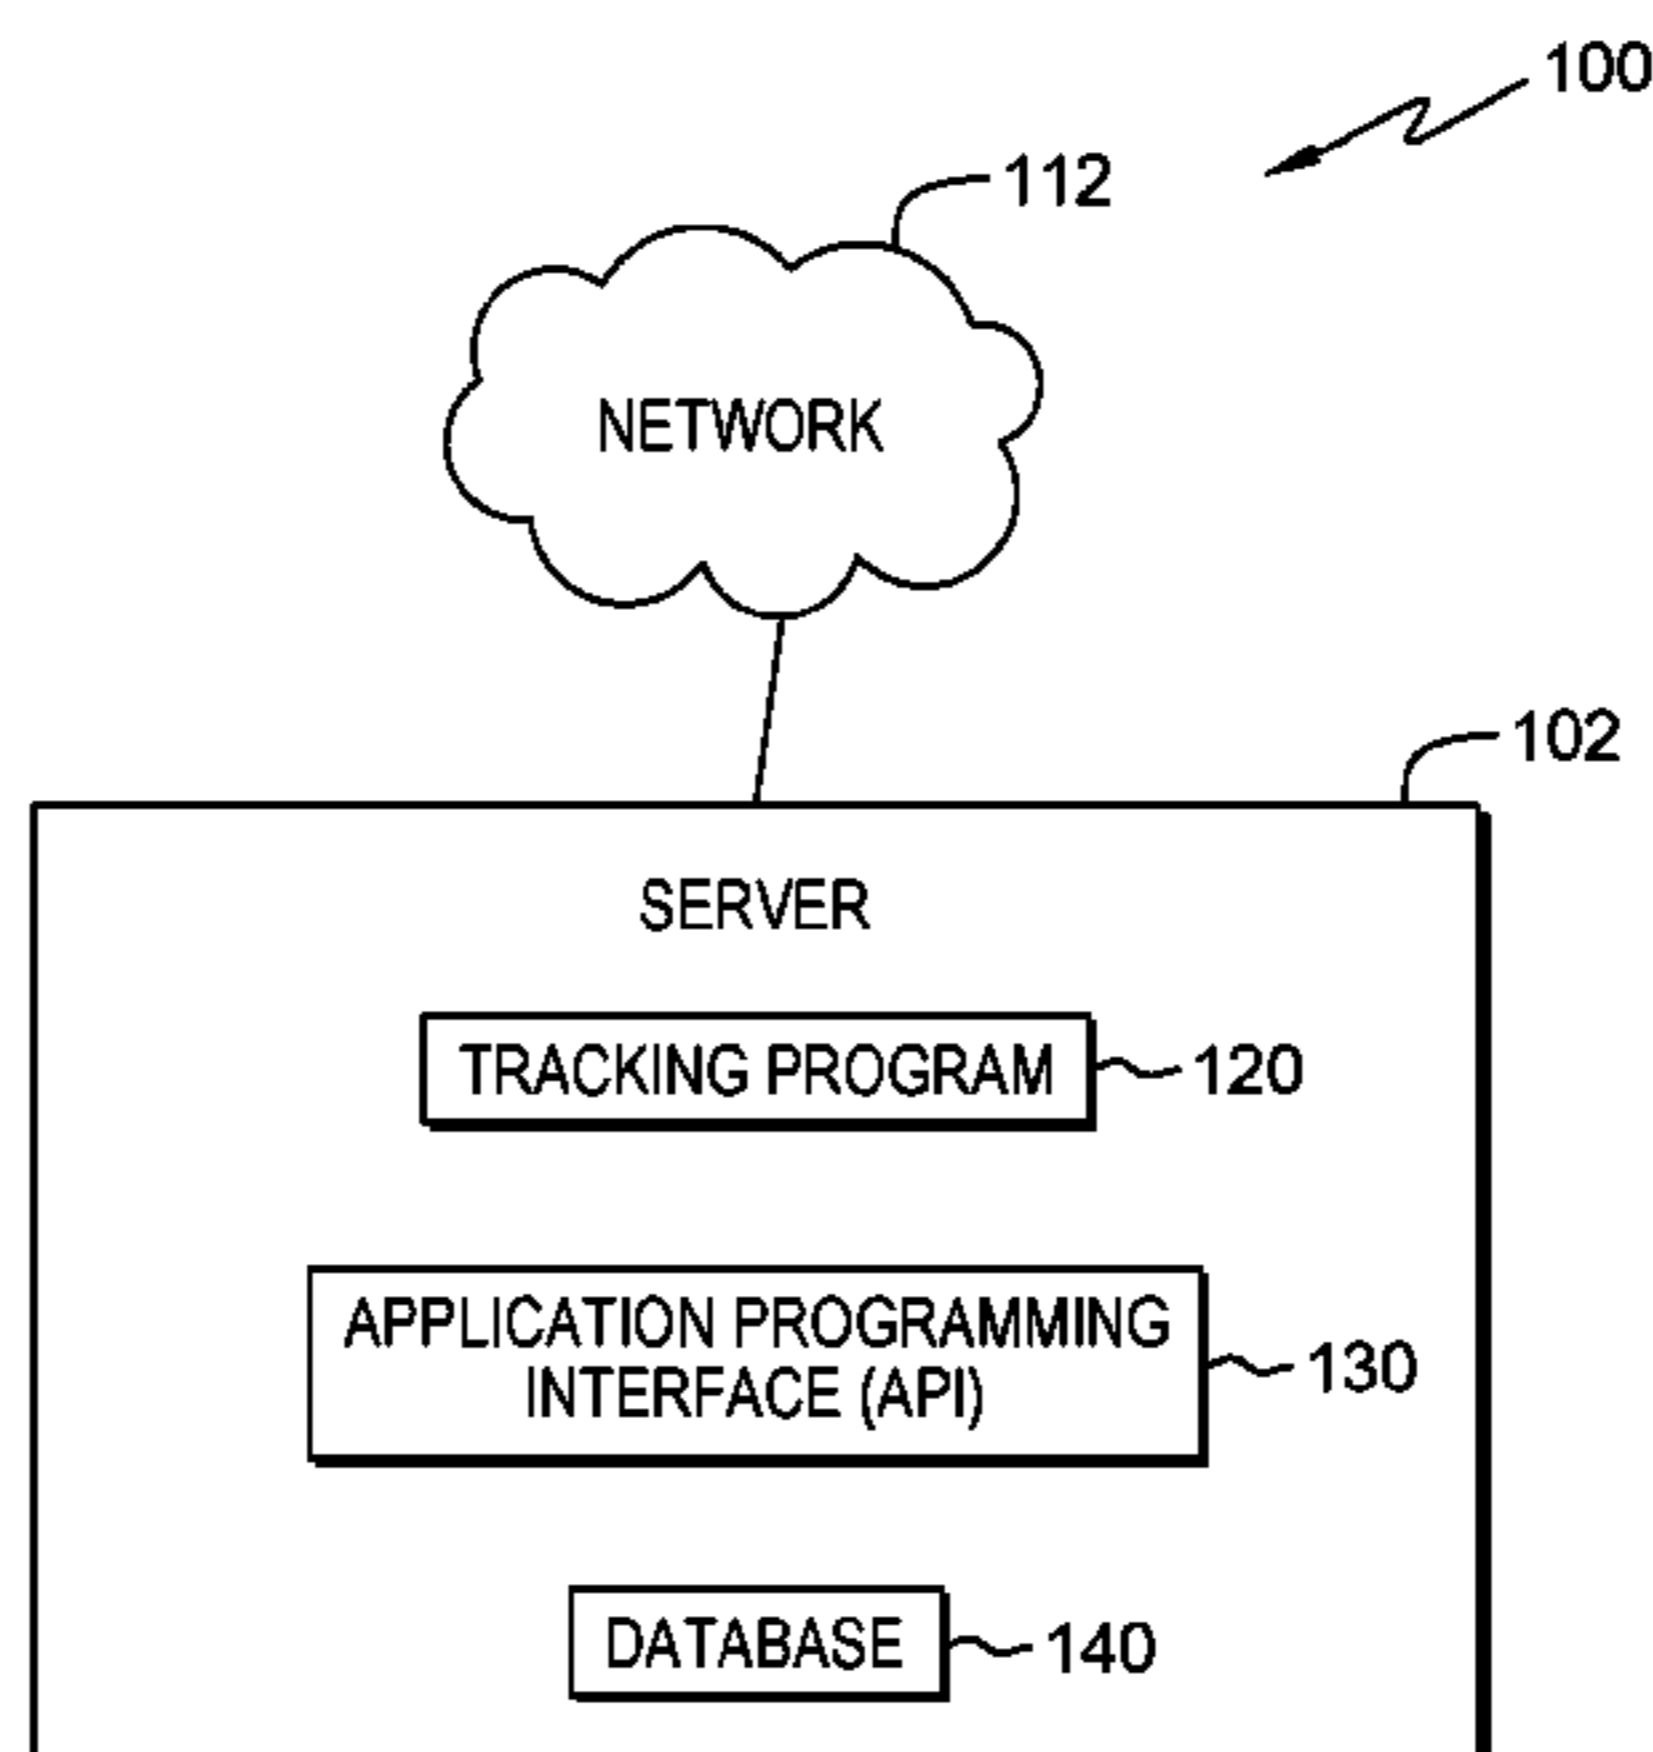 100
112
NETWORK
102
SERVER
TRACKING PROGRAM
120
APPLICATION PROGRAMMING
INTERFACE (API)
130
DATABASE
140